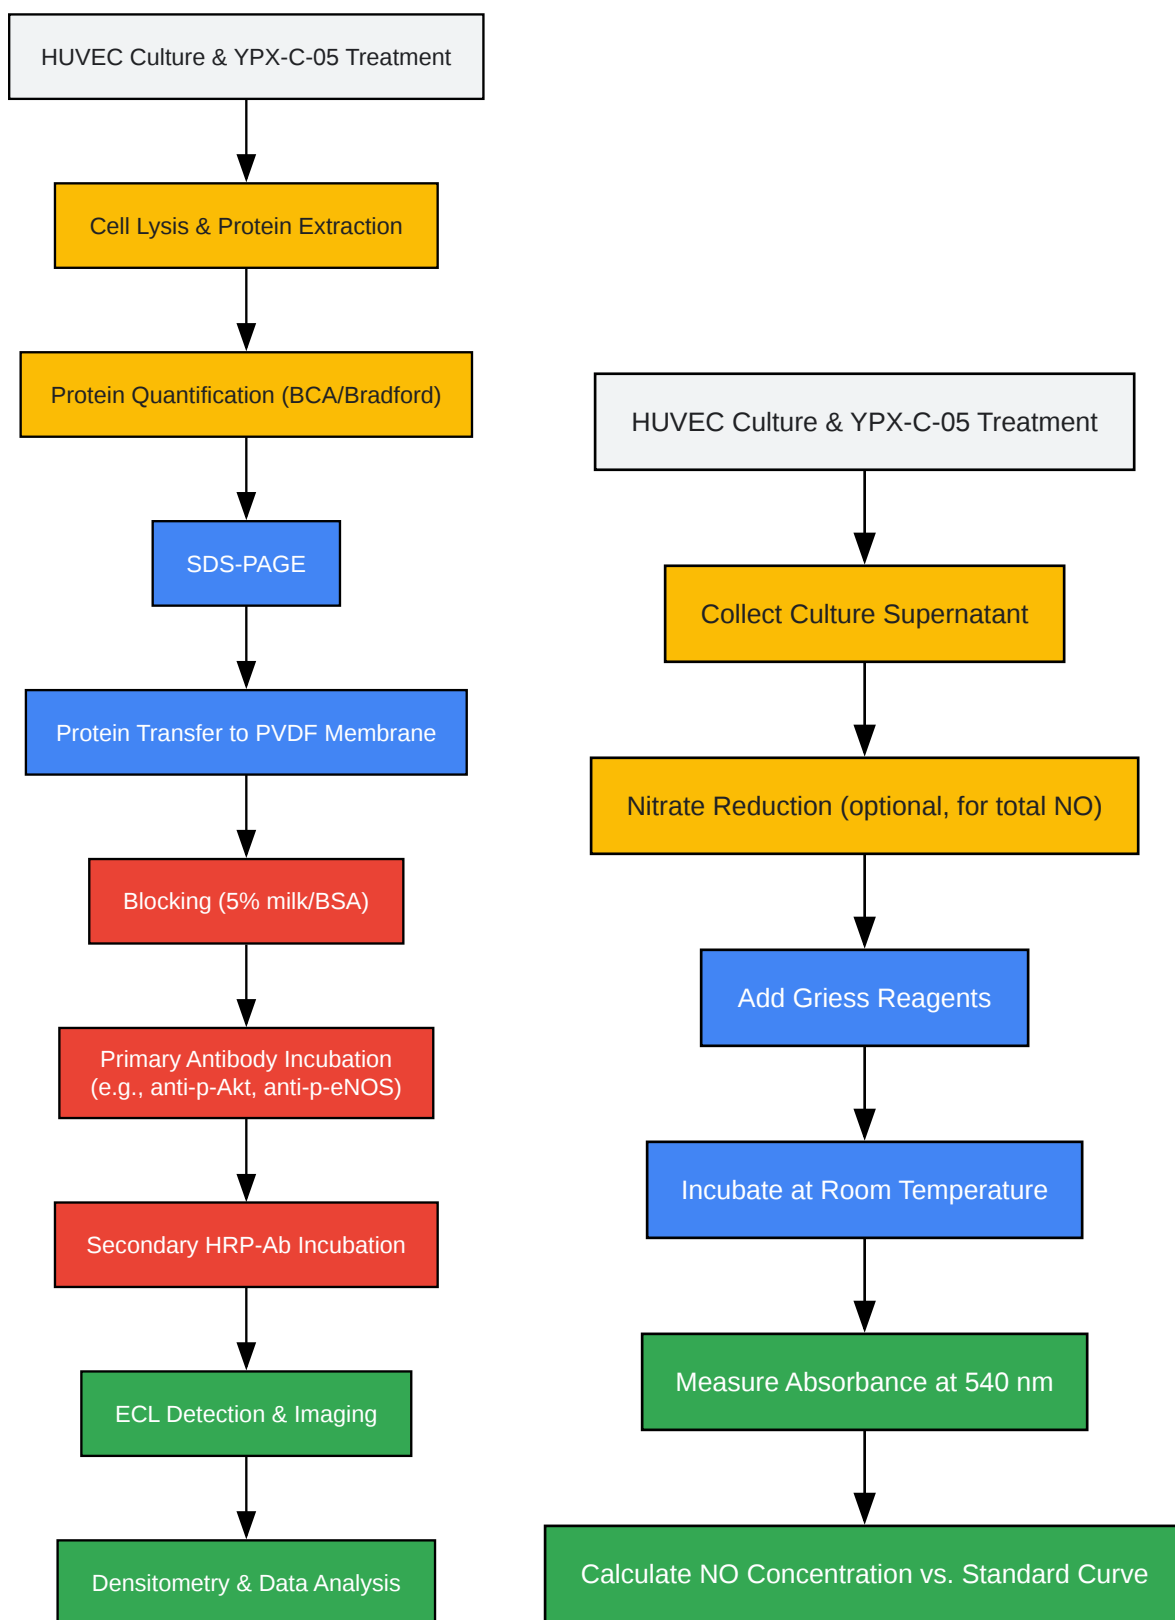 HUVEC Culture & YPX-C-05 Treatment
Cell Lysis & Protein Extraction
Protein Quantification (BCA/Bradford)
SDS-PAGE
Protein Transfer to PVDF Membrane
Blocking (5% milk/BSA)
Primary Antibody Incubation
(e.g., anti-p-Akt, anti-p-eNOS)
Secondary HRP-Ab Incubation
ECL Detection & Imaging
Densitometry & Data Analysis
HUVEC Culture & YPX-C-05 Treatment
Collect Culture Supernatant
Nitrate Reduction (optional, for total NO)
Add Griess Reagents
Incubate at Room Temperature
Measure Absorbance at 540 nm
Calculate NO Concentration vs. Standard Curve